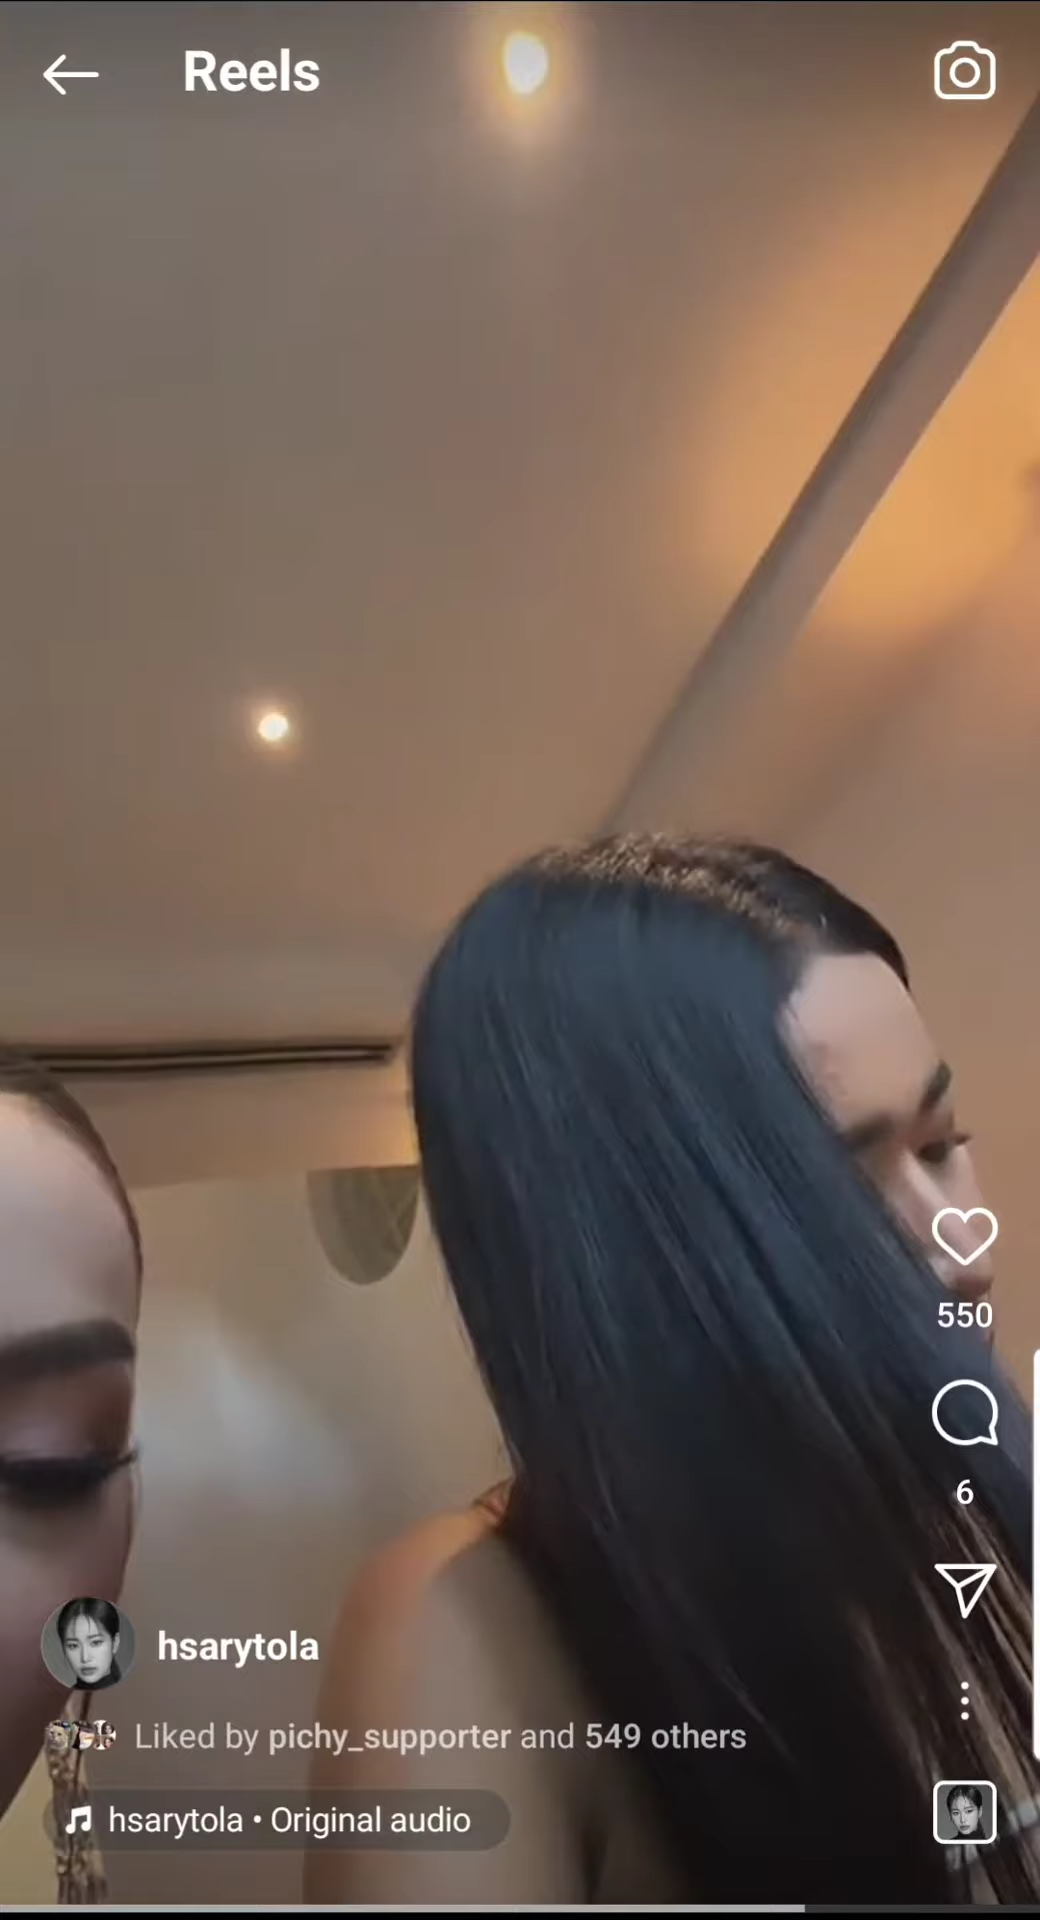 Reels
550
6
hsarytola
Liked by pichy_supporter and 549 others
hsarytola • Original audio